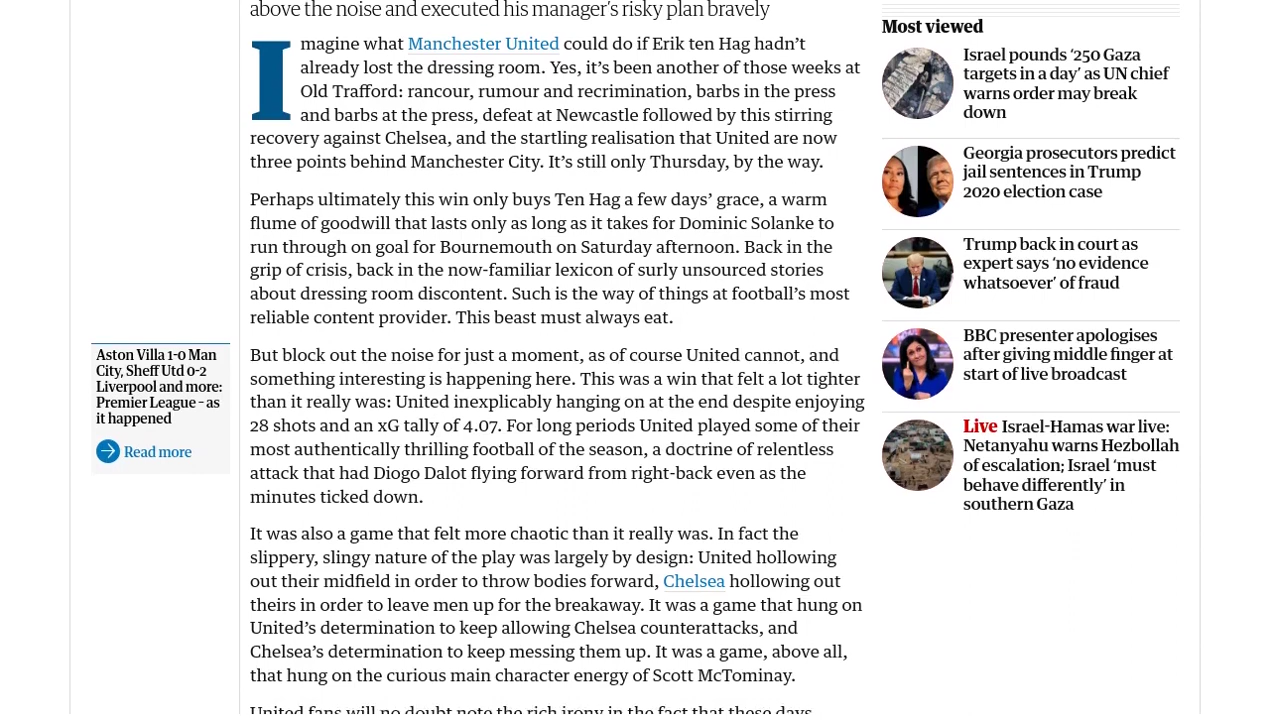 above the noise and executed his manager's risky plan bravely
Imagine what Manchester United could do if Erik ten Hag hadn’t
already lost the dressing room. Yes, it’s been another of those weeks at
Old Trafford: rancour, rumour and recrimination, barbs in the press
and barbs at the press, defeat at Newcastle followed by this stirring
recovery against Chelsea, and the startling realisation that United are now
three points behind Manchester City. It’s still only Thursday, by the way.
Perhaps ultimately this win only buys Ten Hag a few days’ grace, a warm
flume of goodwill that lasts only as long as it takes for Dominic Solanke to
run through on goal for Bournemouth on Saturday afternoon. Back in the
grip of crisis, back in the now-familiar lexicon of surly unsourced stories
about dressing room discontent. Such is the way of things at football’s most
reliable content provider. This beast must always eat.
Aston Villa 1-0 Man
City, Sheff Utd 0-2
Liverpool and more:
Premier League – as
it happened
Read more
But block out the noise for just a moment, as of course United cannot, and
something interesting is happening here. This was a win that felt a lot tighter
than it really was: United inexplicably hanging on at the end despite enjoying
28 shots and an xG tally of 4.07. For long periods United played some of their
most authentically thrilling football of the season, a doctrine of relentless
attack that had Diogo Dalot flying forward from right-back even as the
minutes ticked down.
It was also a game that felt more chaotic than it really was. In fact the
slippery, slingy nature of the play was largely by design: United hollowing
out their midfield in order to throw bodies forward, Chelsea hollowing out
theirs in order to leave men up for the breakaway. It was a game that hung on
United’s determination to keep allowing Chelsea counterattacks, and
Chelsea’s determination to keep messing them up. It was a game, above all,
that hung on the curious main character energy of Scott McTominay.
United fans will no doubt note the rich irony in the fact that these days
Most viewed
Israel pounds ‘250 Gaza
targets in a day’ as UN chief
warns order may break
down
Georgia prosecutors predict
jail sentences in Trump
2020 election case
Trump back in court as
expert says ‘no evidence
whatsoever’ of fraud
BBC presenter apologises
after giving middle finger at
start of live broadcast
Live Israel-Hamas war live:
Netanyahu warns Hezbollah
of escalation; Israel ‘must
behave differently’ in
southern Gaza